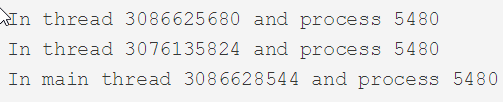 In thread 3086625680 and process 5480
In thread 3076135824 and process 5480
In main thread 3086628544 and process 5480